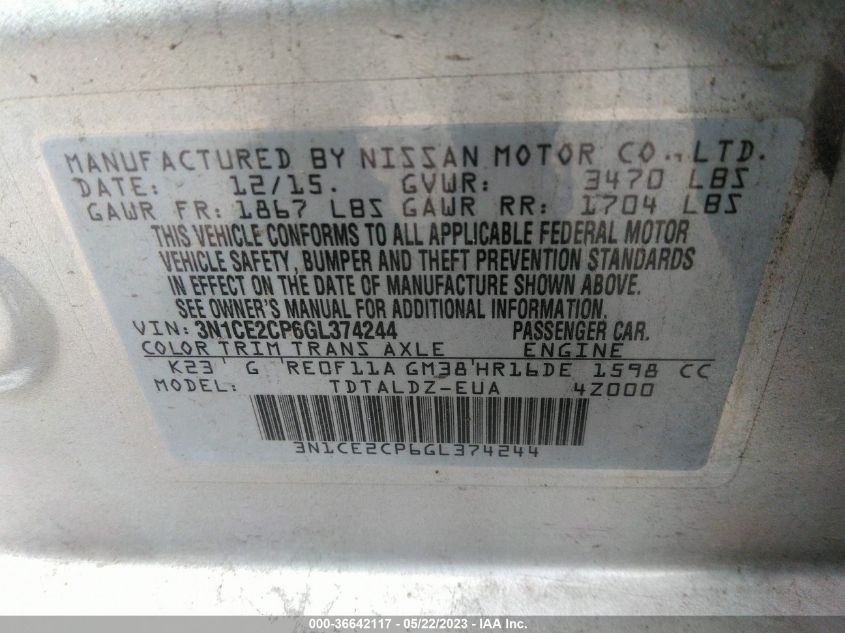 MANUFACTURED BY NISSAN MOTOR CO., LTD.
DATE: 12/15. GVWR: 3470 LBS
GAWR FR: 1867 LBS GAWR RR: 1704 LBS
THIS VEHICLE CONFORMS TO ALL APPLICABLE FEDERAL MOTOR
VEHICLE SAFETY, BUMPER AND THEFT PREVENTION STANDARDS
IN EFFECT ON THE DATE OF MANUFACTURE SHOWN ABOVE.
SEE OWNER'S MANUAL FOR ADDITIONAL INFORMATION.
VIN: 3N1CE2CP6GL374244 PASSENGER CAR.
COLOR TRIM TRANS AXLE ENGINE
K23 G RE0F11A GM38 HR16DE 1598 CC
MODEL: TDTALDZ-EUA 4Z000
3N1CE2CP6GL374244
000-36642117 - 05/22/2023 - IAA Inc.